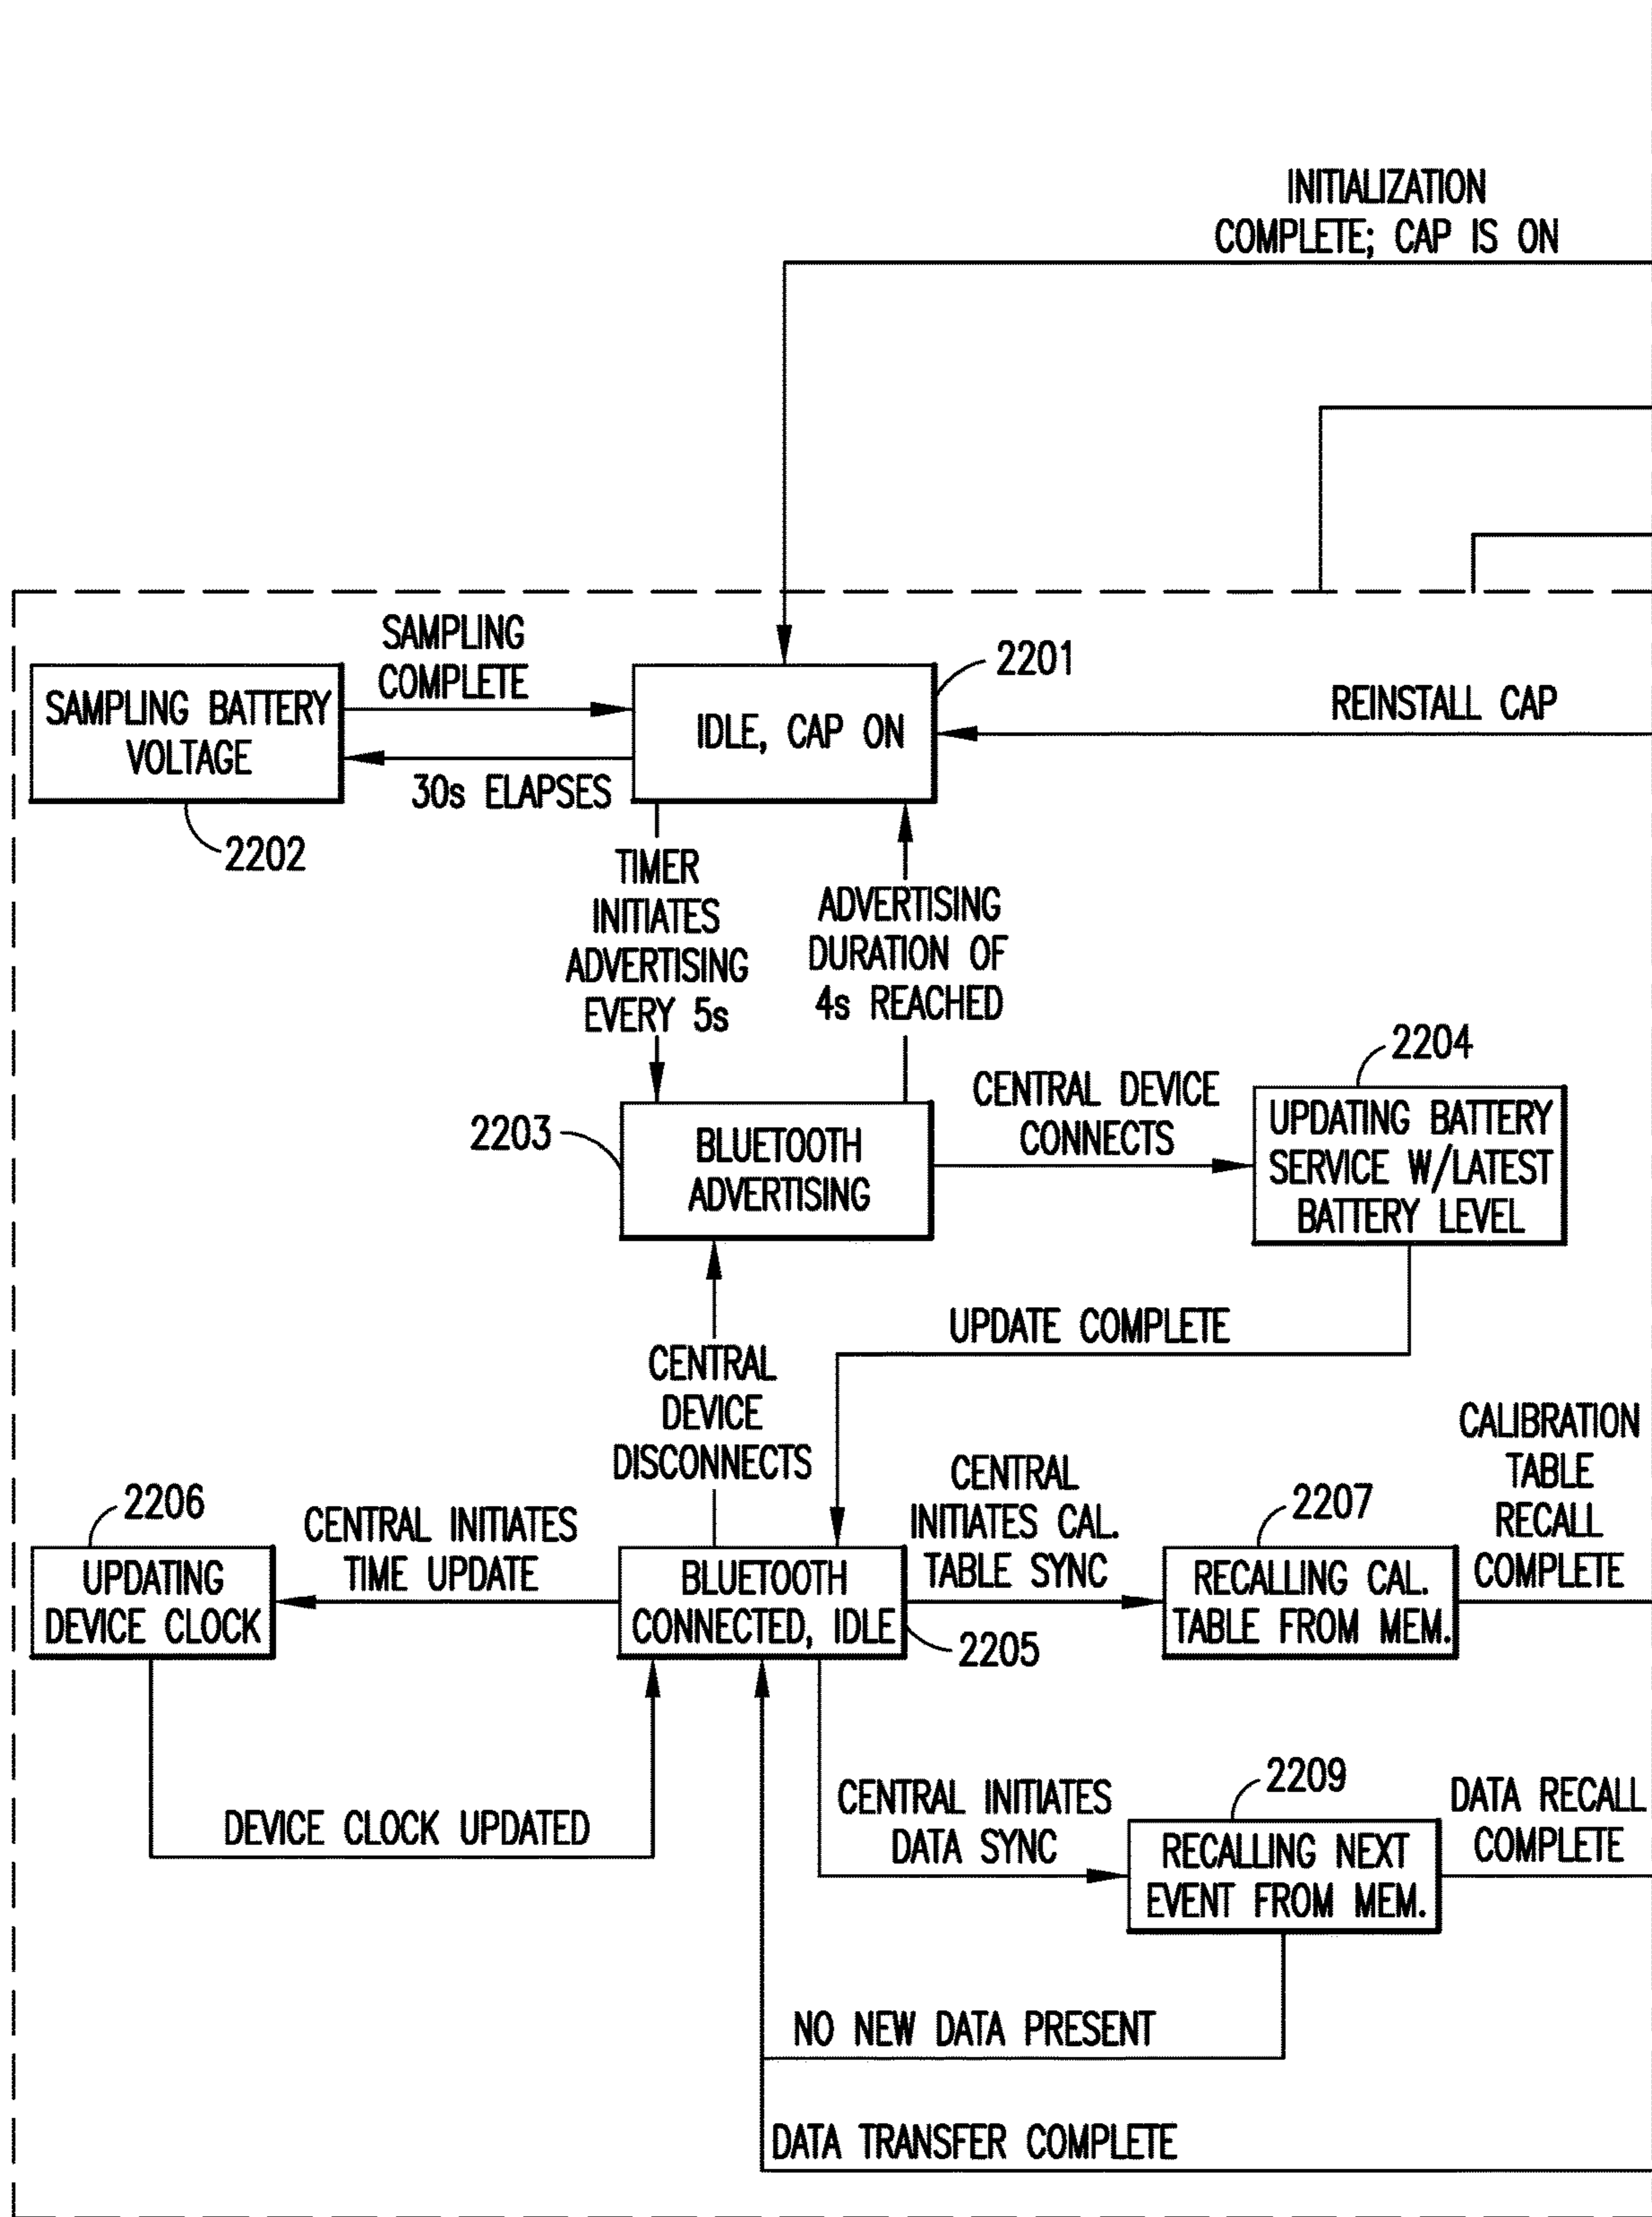 INITIALIZATION
COMPLETE; CAP IS ON
SAMPLING
COMPLETE
2201
SAMPLING BATTERY
VOLTAGE
IDLE, CAP ON
REINSTALL CAP
30s ELAPSES
2202
TIMER
INITIATES
ADVERTISING
EVERY 5s
ADVERTISING
DURATION OF
4s REACHED
2204
2203
BLUETOOTH
ADVERTISING
CENTRAL DEVICE
CONNECTS
UPDATING BATTERY
SERVICE W/LATEST
BATTERY LEVEL
UPDATE COMPLETE
CENTRAL
DEVICE
DISCONNECTS
CALIBRATION
TABLE
RECALL
COMPLETE
2206
CENTRAL INITIATES
TIME UPDATE
CENTRAL
INITIATES CAL.
TABLE SYNC
2207
UPDATING
DEVICE CLOCK
BLUETOOTH
CONNECTED, IDLE
2205
RECALLING CAL.
TABLE FROM MEM.
DEVICE CLOCK UPDATED
CENTRAL INITIATES
DATA SYNC
2209
RECALLING NEXT
EVENT FROM MEM.
DATA RECALL
COMPLETE
NO NEW DATA PRESENT
DATA TRANSFER COMPLETE